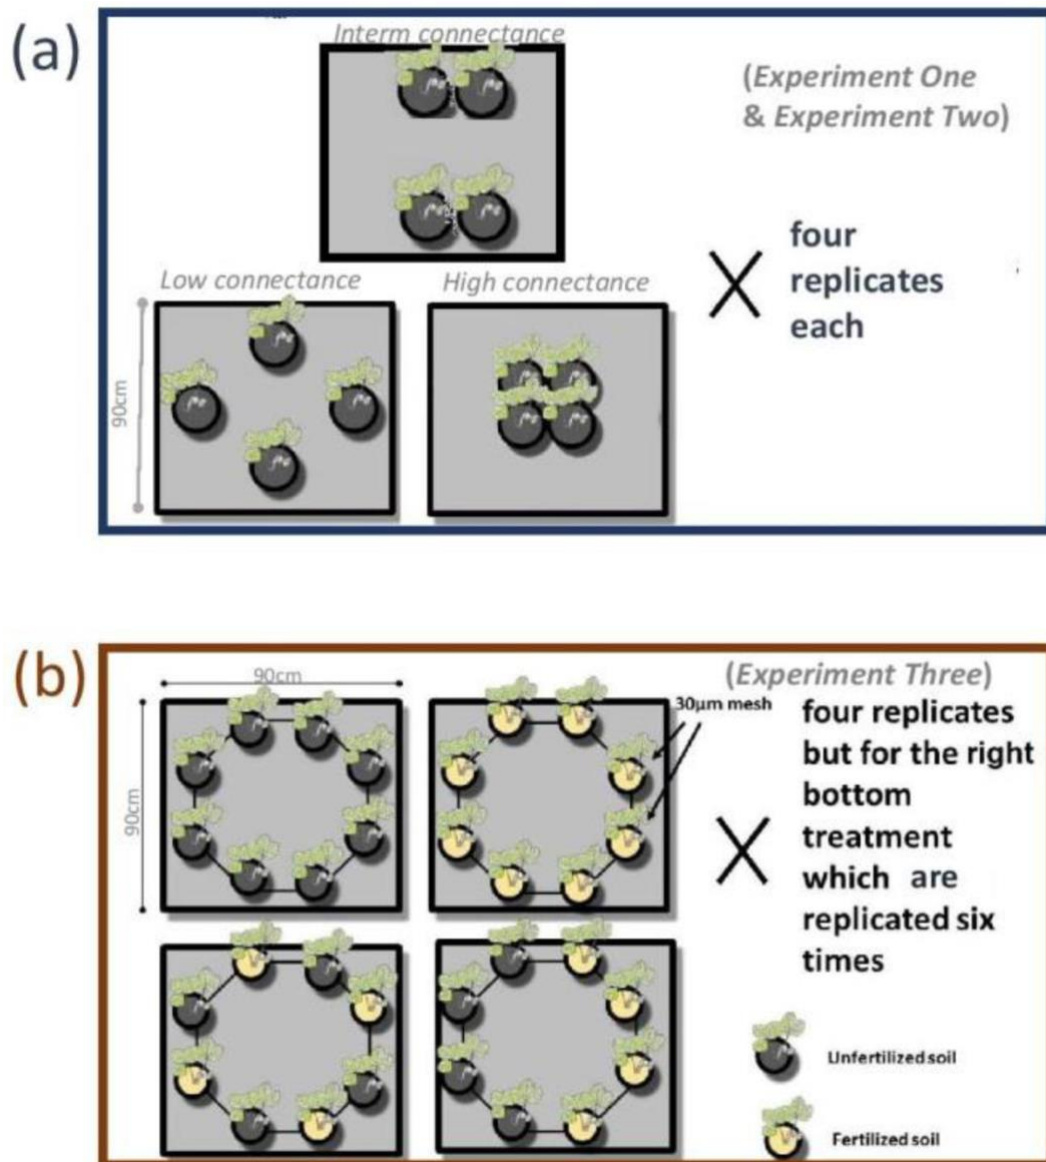 (a)
Interm connectance
(Experiment One
& Experiment Two)
four
replicates
each
Low connectance
High connectance
90cm
(b)
90cm
(Experiment Three)
30µm mesh
four replicates
but for the right
bottom
treatment
which are
replicated six
times
90cm
Unfertilized soil
Fertilized soil